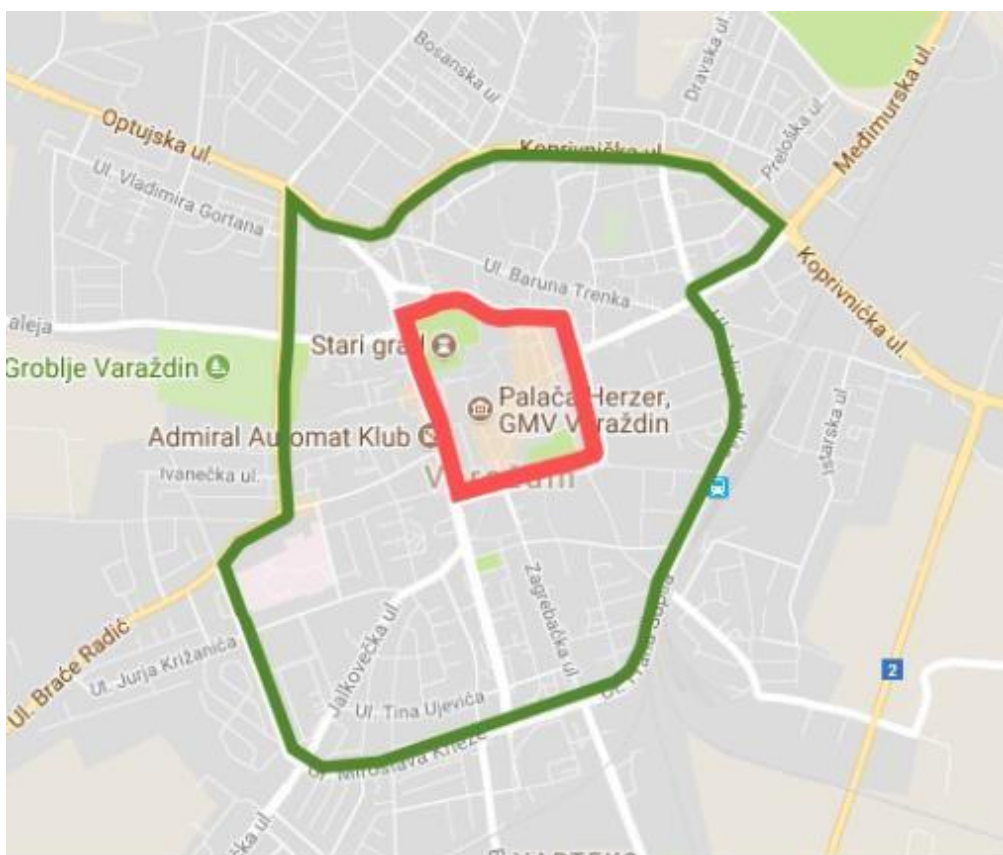 Bosanska ul.
Dravska ul.
Optujska ul.
Koprivnička ul.
Preloška ul.
Međimurska ul.
Ul. Vladimira Gortana
Ul. Baruna Trenka
Koprivnička ul.
aleja
Stari grad
Groblje Varaždin
Palača Herzer,
GMV Varaždin
Admiral Automat Klub
Ivanečka ul.
Istarska ul.
Zagrebačka ul.
Ul. Braće Radić
Ul. Jurja Križanića
Jalkovečka ul.
Ul. Tina Ujevića
2
Ul. Miroslava Krleže